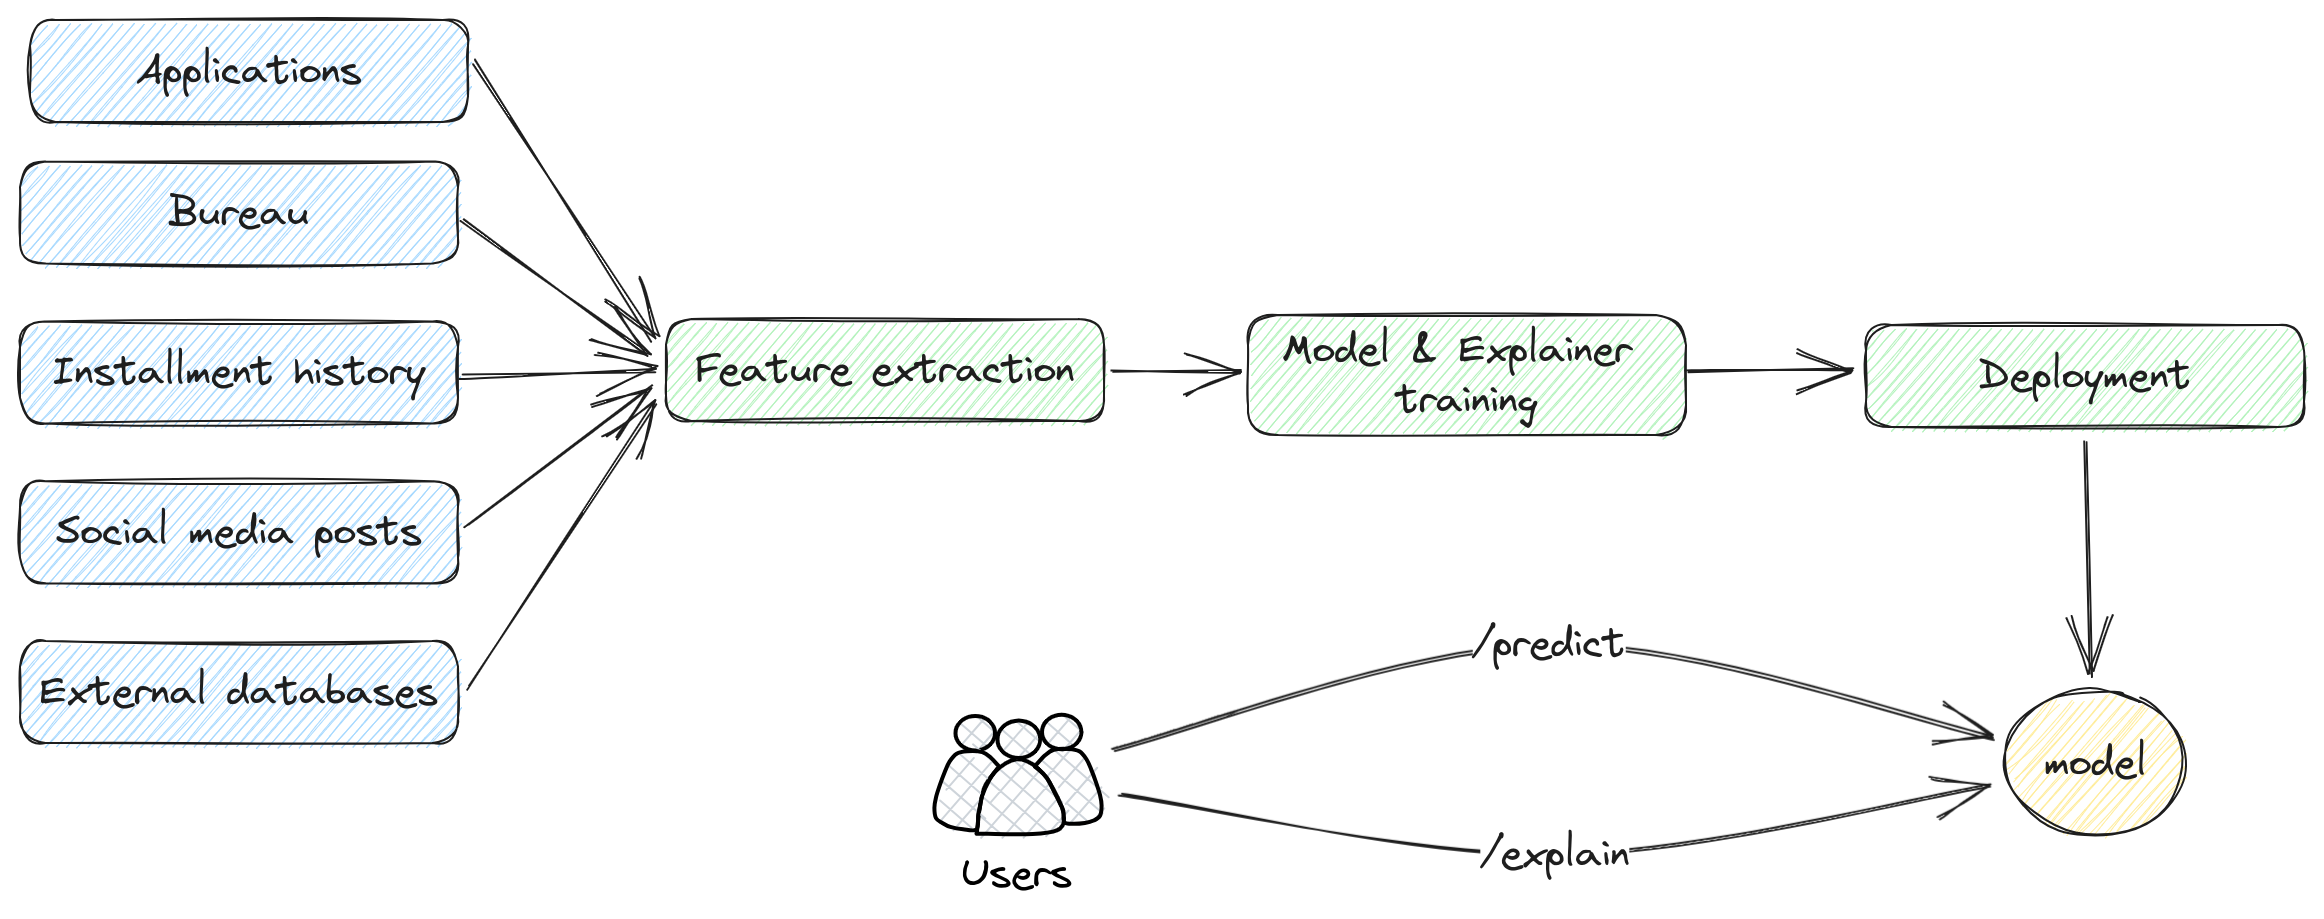 Applications
Bureau
Installment history
Social media posts
External databases
Feature extraction
Model & Explainer
training
Deployment
/predict
/explain
model
Users